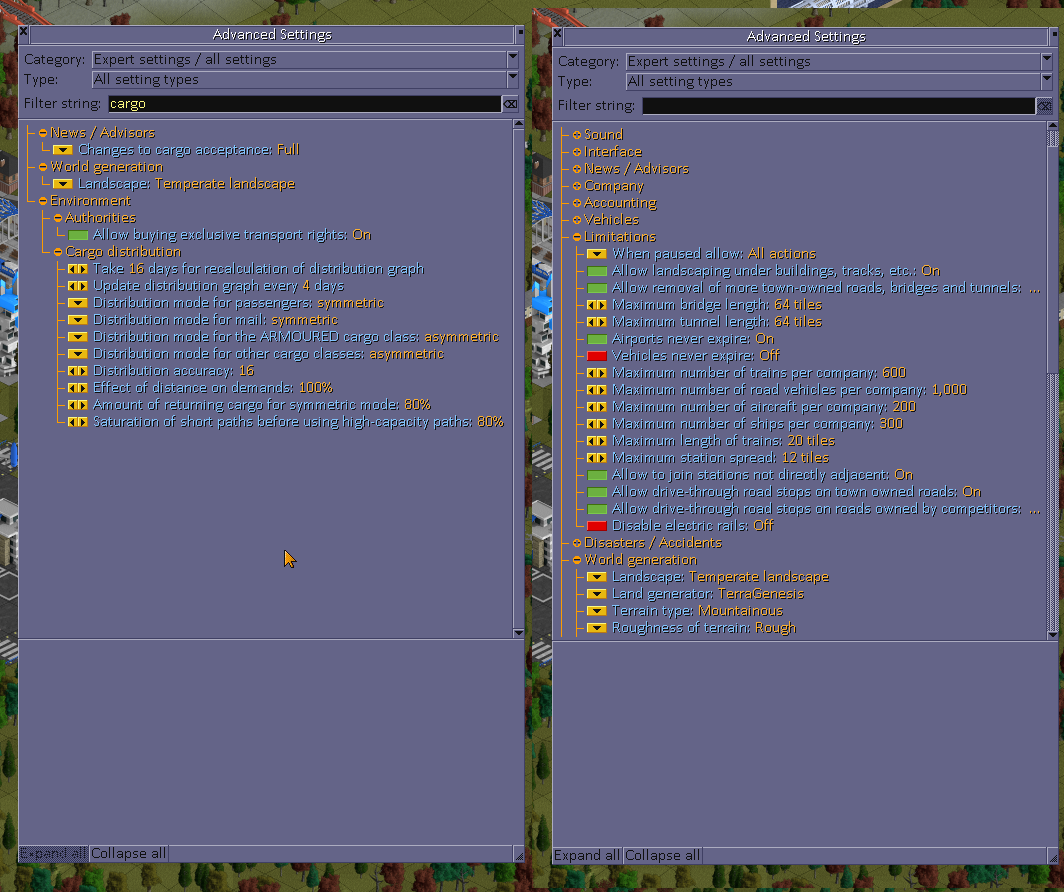 Advanced Settings
Category: Expert settings / all settings
Type: All setting types
Filter string: cargo
News / Advisors
Changes to cargo acceptance: Full
World generation
Landscape: Temperate landscape
Environment
Authorities
Allow buying exclusive transport rights: On
Cargo distribution
Take 16 days for recalculation of distribution graph
Update distribution graph every 4 days
Distribution mode for passengers: symmetric
Distribution mode for mail: symmetric
Distribution mode for the ARMOURED cargo class: asymmetric
Distribution mode for other cargo classes: asymmetric
Distribution accuracy: 16
Effect of distance on demands: 100%
Amount of returning cargo for symmetric mode: 80%
Saturation of short paths before using high-capacity paths: 80%
Expand all Collapse all
Advanced Settings
Category: Expert settings / all settings
Type: All setting types
Filter string:
Sound
Interface
News / Advisors
Company
Accounting
Vehicles
Limitations
When paused allow: All actions
Allow landscaping under buildings, tracks, etc.: On
Allow removal of more town-owned roads, bridges and tunnels: ...
Maximum bridge length: 64 tiles
Maximum tunnel length: 64 tiles
Airports never expire: On
Vehicles never expire: Off
Maximum number of trains per company: 600
Maximum number of road vehicles per company: 1,000
Maximum number of aircraft per company: 200
Maximum number of ships per company: 300
Maximum length of trains: 20 tiles
Maximum station spread: 12 tiles
Allow to join stations not directly adjacent: On
Allow drive-through road stops on town owned roads: On
Allow drive-through road stops on roads owned by competitors: ...
Disable electric rails: Off
Disasters / Accidents
World generation
Landscape: Temperate landscape
Land generator: TerraGenesis
Terrain type: Mountainous
Roughness of terrain: Rough
Expand all Collapse all